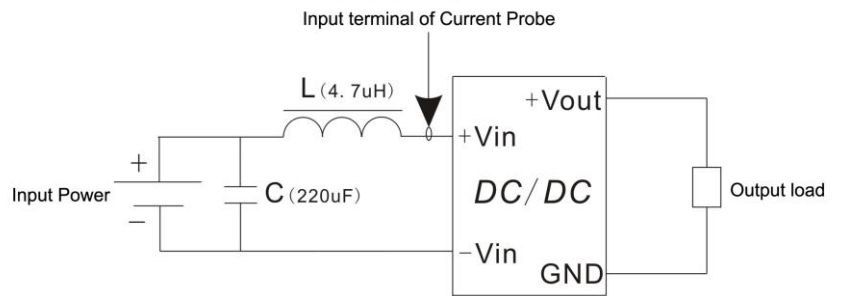 Input terminal of Current Probe
L(4.7uH)
+Vout
+Vin
+
Input Power
C(220uF)
DC/DC
Output load
−
−Vin
GND